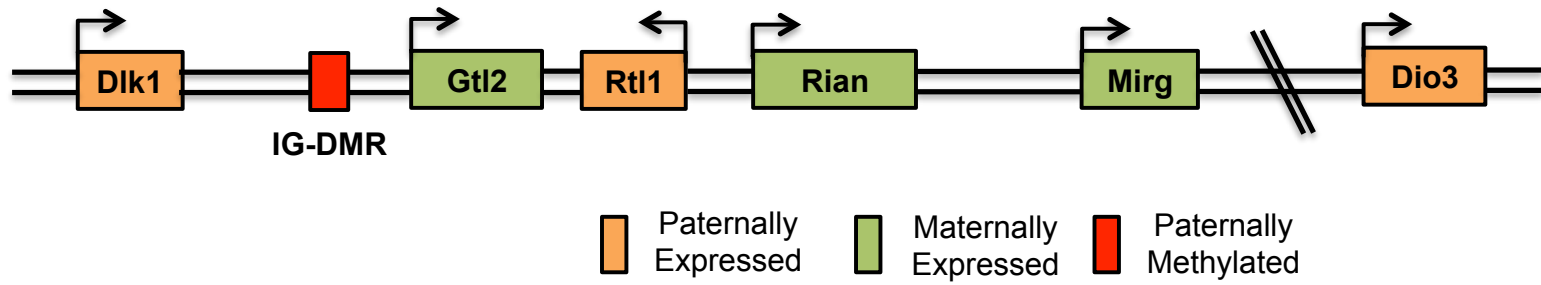 Dlk1
Gtl2
Rtl1
Rian
Mirg
Dio3
IG-DMR
Paternally
Expressed
Maternally
Expressed
Paternally
Methylated